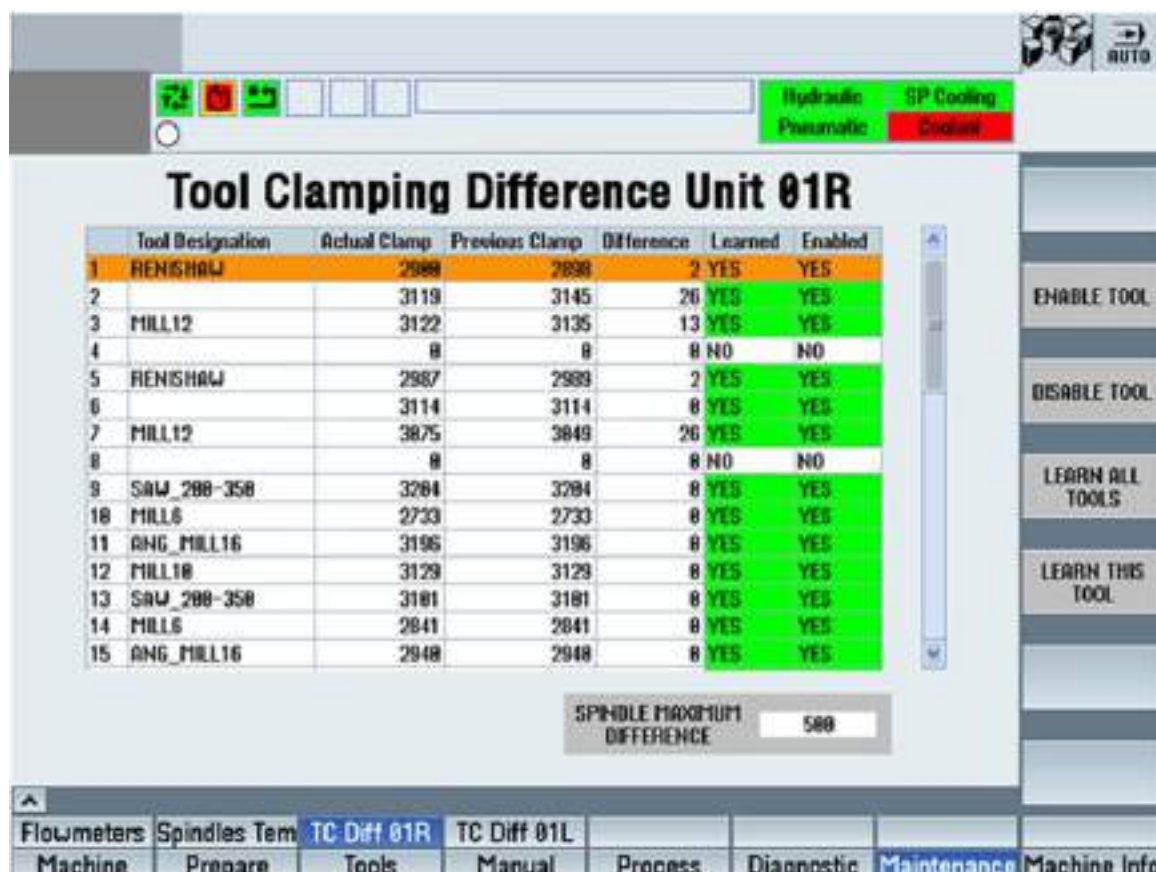 AUTO
Hydraulic SP Cooling
Pneumatic Coolant
Tool Clamping Difference Unit 01R
Tool Designation Actual Clamp Previous Clamp Difference Learned Enabled
1 RENISHAW 2900 2898 2 YES YES
2 3119 3145 26 YES YES
3 MILL12 3122 3135 13 YES YES
4 0 0 0 NO NO
5 RENISHAW 2987 2989 2 YES YES
6 3114 3114 0 YES YES
7 MILL12 3075 3049 26 YES YES
8 0 0 0 NO NO
9 SAW_200-350 3204 3204 0 YES YES
10 MILL6 2733 2733 0 YES YES
11 ANG_MILL16 3196 3196 0 YES YES
12 MILL10 3129 3129 0 YES YES
13 SAW_200-350 3101 3101 0 YES YES
14 MILL6 2841 2841 0 YES YES
15 ANG_MILL16 2940 2940 0 YES YES
SPINDLE MAXIMUM
DIFFERENCE
500
ENABLE TOOL
DISABLE TOOL
LEARN ALL
TOOLS
LEARN THIS
TOOL
Flowmeters Spindles Tem TC Diff 01R TC Diff 01L
Machine Prepare Tools Manual Process Diagnostic Maintenance Machine Info